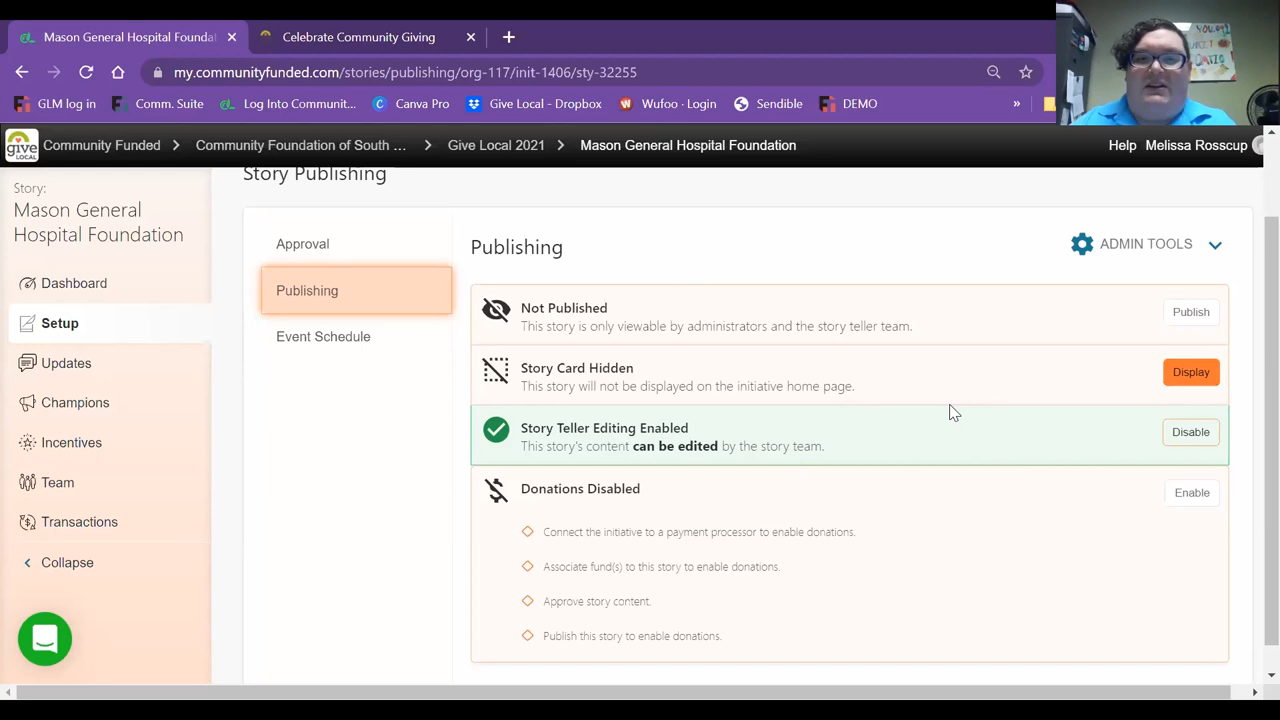 Mason General Hospital Founda
Celebrate Community Giving
my.communityfunded.com/stories/publishing/org-117/init-1406/sty-32255
GLM log in
Comm. Suite
Log Into Communit...
Canva Pro
Give Local - Dropbox
Wufoo · Login
Sendible
DEMO
»
give LOCAL
Community Funded
Community Foundation of South ...
Give Local 2021
Mason General Hospital Foundation
Help
Melissa Rosscup
Story:
Mason General
Hospital Foundation
Dashboard
Setup
Updates
Champions
Incentives
Team
Transactions
Collapse
Story Publishing
Approval
Publishing
Event Schedule
Publishing
ADMIN TOOLS
Not Published
This story is only viewable by administrators and the story teller team.
Publish
Story Card Hidden
This story will not be displayed on the initiative home page.
Display
Story Teller Editing Enabled
This story's content can be edited by the story team.
Disable
Donations Disabled
Enable
Connect the initiative to a payment processor to enable donations.
Associate fund(s) to this story to enable donations.
Approve story content.
Publish this story to enable donations.